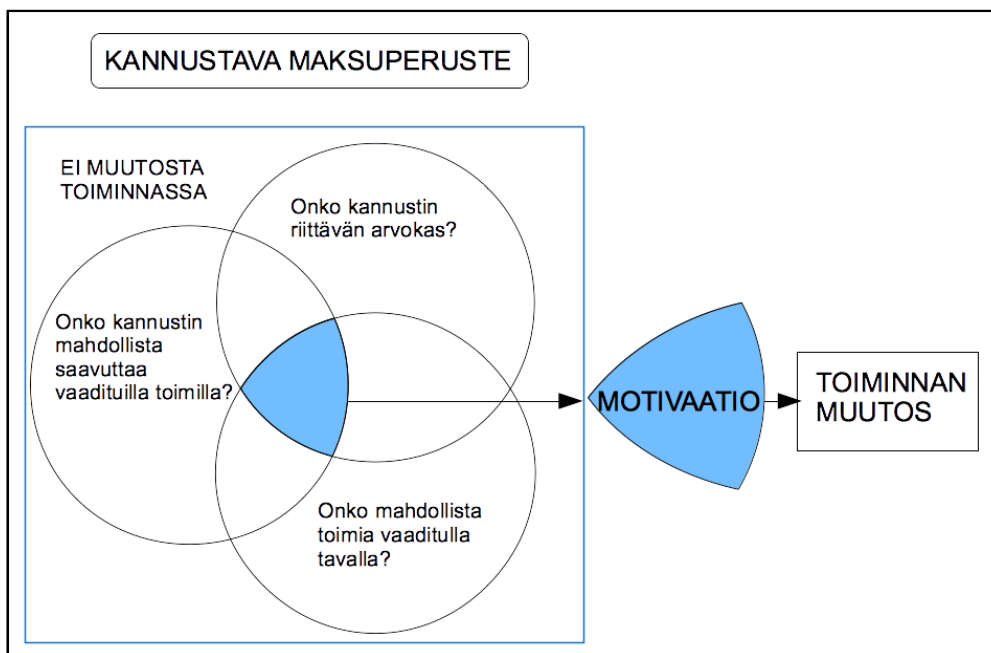 KANNUSTAVA MAKSUPERUSTE
EI MUUTOSTA
TOIMINNASSA
Onko kannustin
riittävän arvokas?
Onko kannustin
mahdollista
saavuttaa
vaadituilla toimilla?
Onko mahdollista
toimia vaaditulla
tavalla?
MOTIVAATIO
TOIMINNAN
MUUTOS